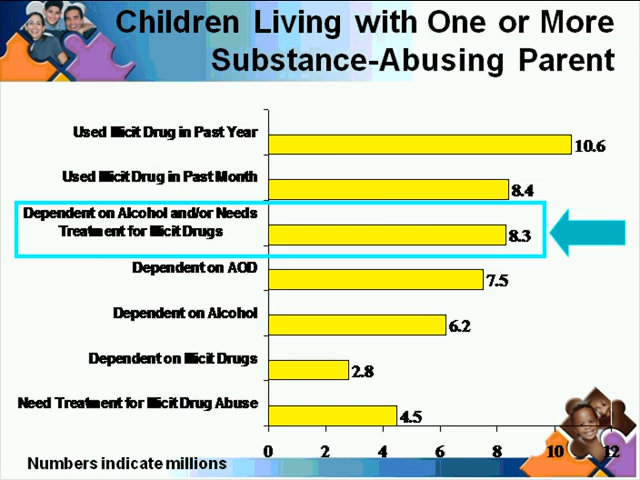 Children Living with One or More
Substance-Abusing Parent
Used Illicit Drug in Past Year
10.6
Used Illicit Drug in Past Month
8.4
Dependent on Alcohol and/or Needs
Treatment for Illicit Drugs
8.3
Dependent on AOD
7.5
Dependent on Alcohol
6.2
Dependent on Illicit Drugs
2.8
Need Treatment for Illicit Drug Abuse
4.5
0 2 4 6 8 10 12
Numbers indicate millions